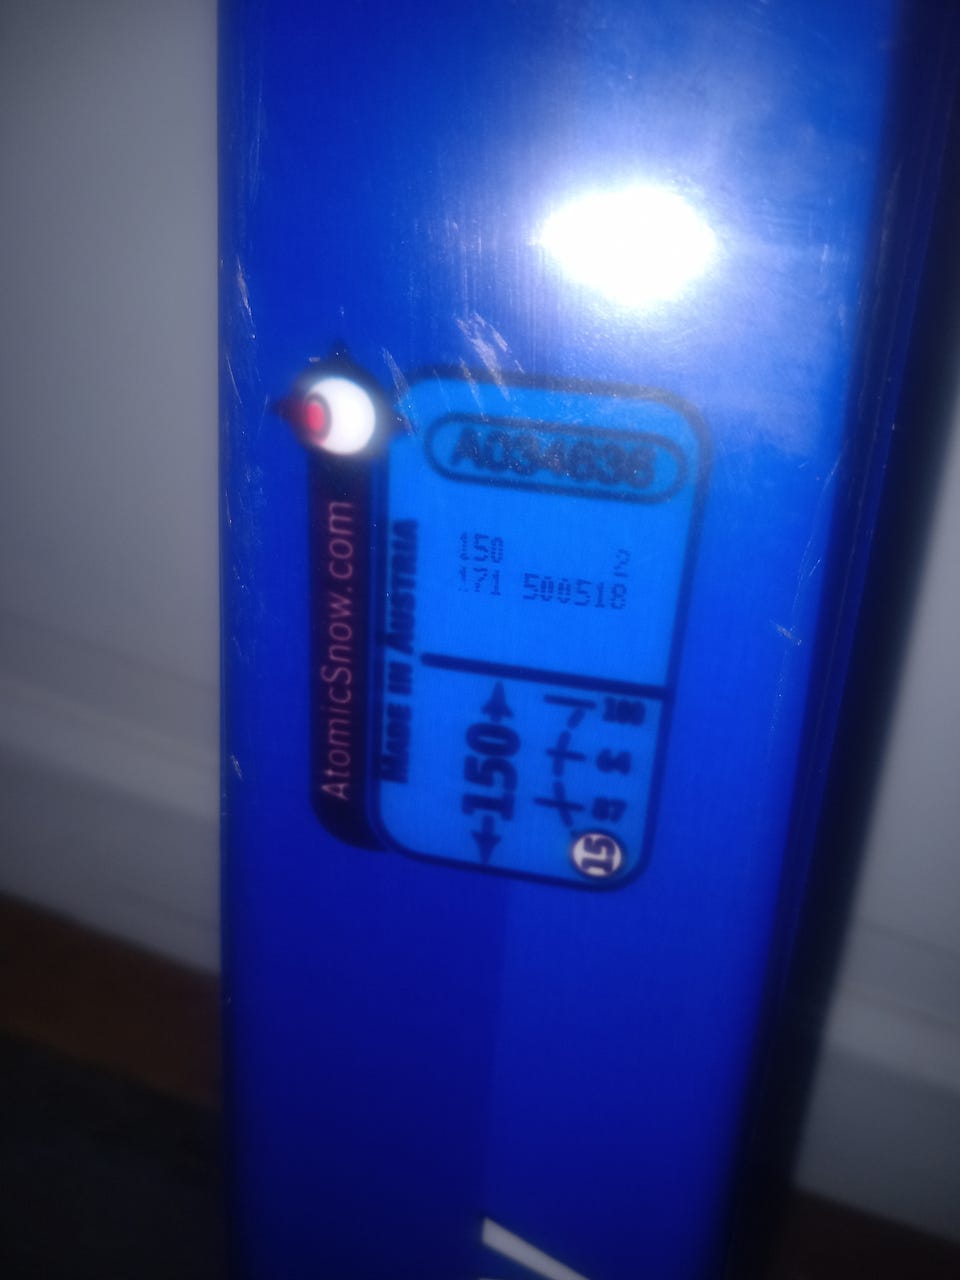 A034636
150 2
171 500518
AtomicSnow.com
MADE IN AUSTRIA
150
15